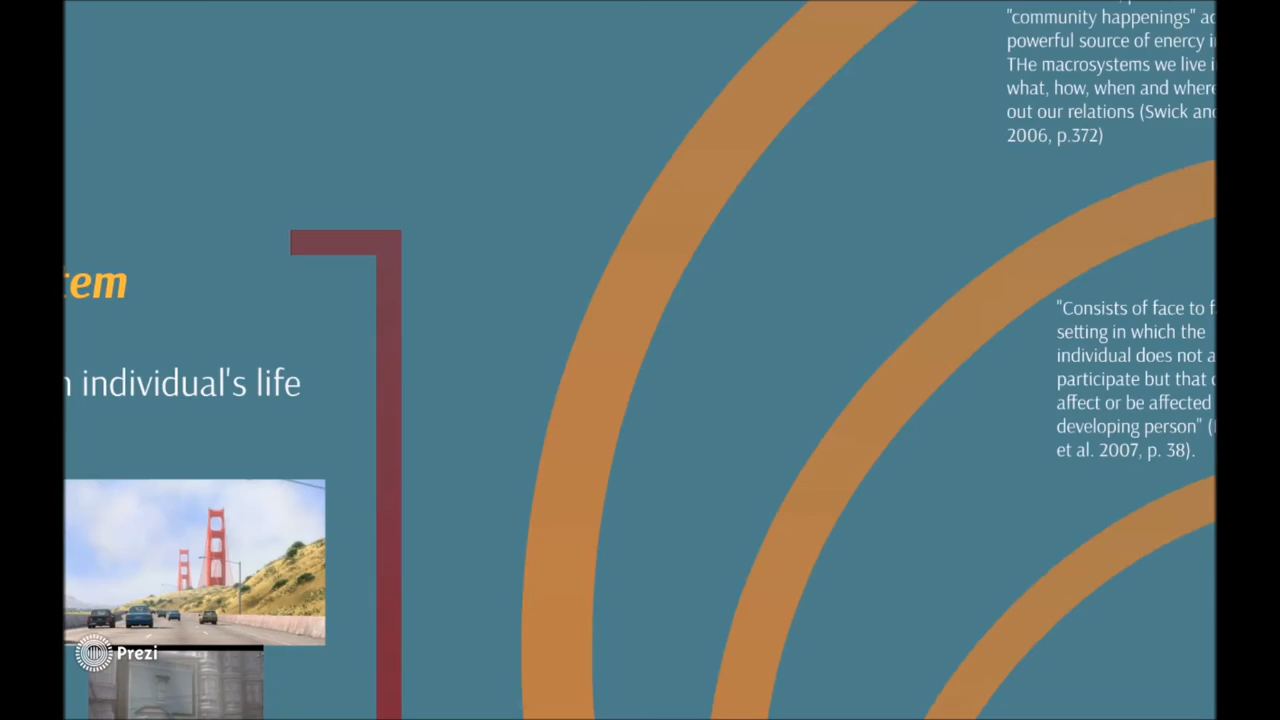 "community happenings"
powerful source of energy
THe macrosystems we live
what, how, when and where
out our relations (Swick
2006, p.372)
"Consists of face to
setting in which the
individual does not
participate but that
affect or be affected
developing person" (
et al. 2007, p. 38).
tem
individual's life
Prezi